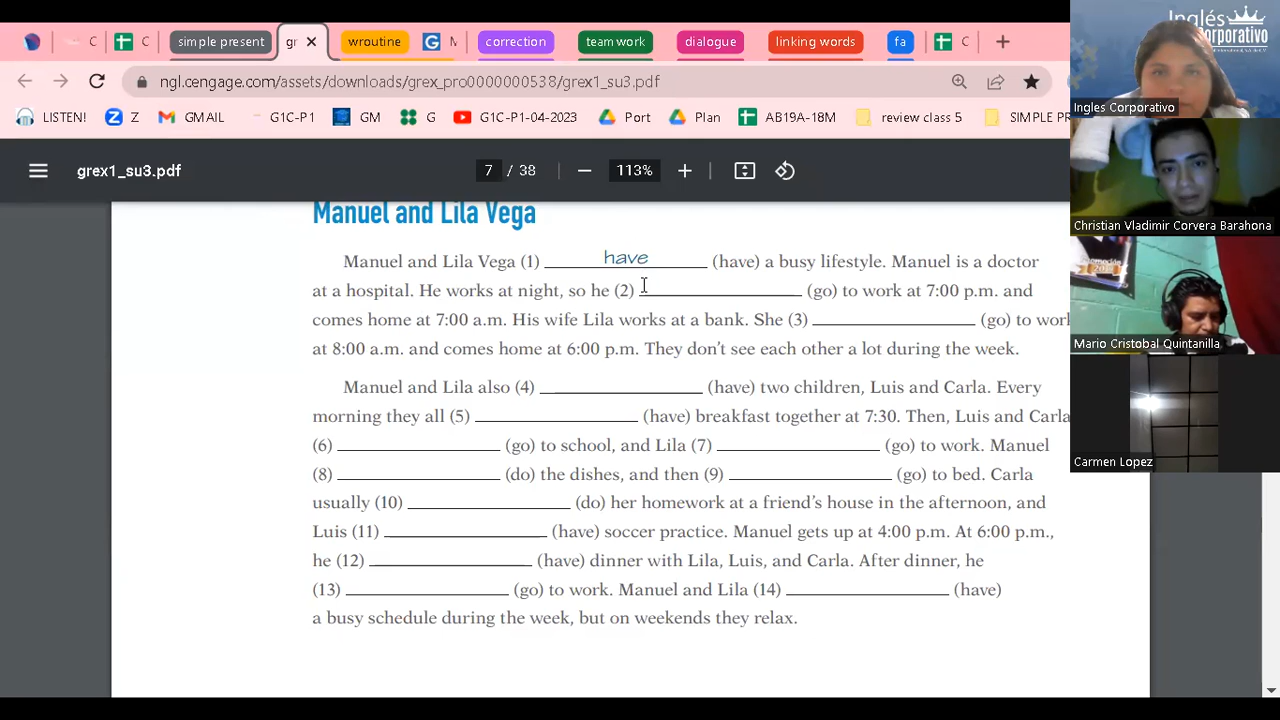 simple present
gr
wroutine
correction
team work
dialogue
linking words
fa
C
ngl.cengage.com/assets/downloads/grex_pro0000000538/grex1_su3.pdf
LISTEN! Z GMAIL G1C-P1 GM G G1C-P1-04-2023 Port Plan AB19A-18M review class 5 SIMPLE PR
grex1_su3.pdf 7 / 38 113%
Manuel and Lila Vega
Manuel and Lila Vega (1) have (have) a busy lifestyle. Manuel is a doctor
at a hospital. He works at night, so he (2) (go) to work at 7:00 p.m. and
comes home at 7:00 a.m. His wife Lila works at a bank. She (3) (go) to work
at 8:00 a.m. and comes home at 6:00 p.m. They don't see each other a lot during the week.
Manuel and Lila also (4) (have) two children, Luis and Carla. Every
morning they all (5) (have) breakfast together at 7:30. Then, Luis and Carla
(6) (go) to school, and Lila (7) (go) to work. Manuel
(8) (do) the dishes, and then (9) (go) to bed. Carla
usually (10) (do) her homework at a friend's house in the afternoon, and
Luis (11) (have) soccer practice. Manuel gets up at 4:00 p.m. At 6:00 p.m.,
he (12) (have) dinner with Lila, Luis, and Carla. After dinner, he
(13) (go) to work. Manuel and Lila (14) (have)
a busy schedule during the week, but on weekends they relax.
Inglés
Corporativo
Ingles Corporativo
Christian Vladimir Corvera Barahona
Mario Cristobal Quintanilla
Carmen Lopez